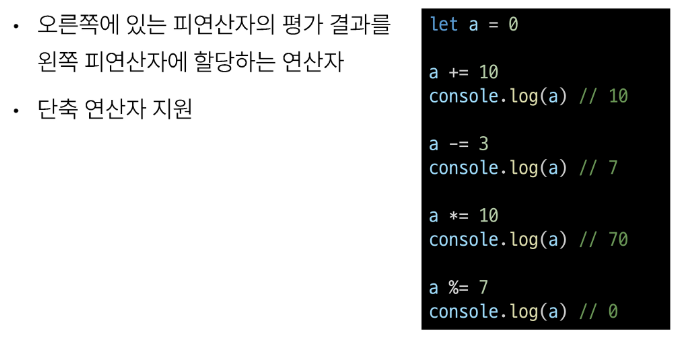 • 오른쪽에 있는 피연산자의 평가 결과를
왼쪽 피연산자에 할당하는 연산자
• 단축 연산자 지원
let a = 0
a += 10
console.log(a) // 10
a -= 3
console.log(a) // 7
a *= 10
console.log(a) // 70
a %= 7
console.log(a) // 0